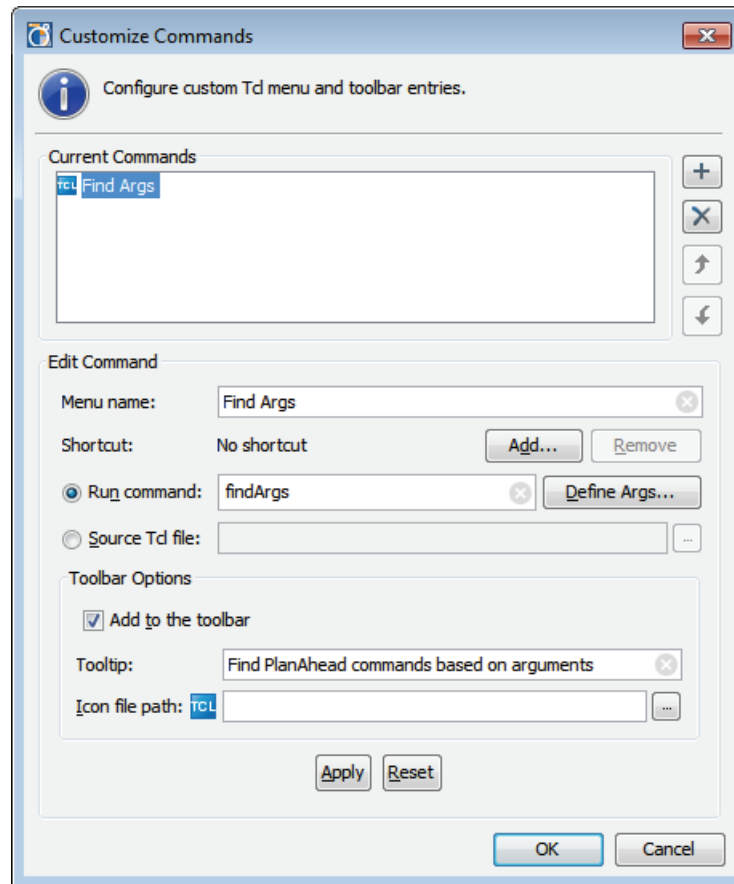 Customize Commands
Configure custom Tcl menu and toolbar entries.
Current Commands
TCL Find Args
Edit Command
Menu name: Find Args
Shortcut: No shortcut Add... Remove
Run command: findArgs Define Args...
Source Tcl file: ...
Toolbar Options
Add to the toolbar
Tooltip: Find PlanAhead commands based on arguments
Icon file path: TCL ...
Apply Reset
OK Cancel